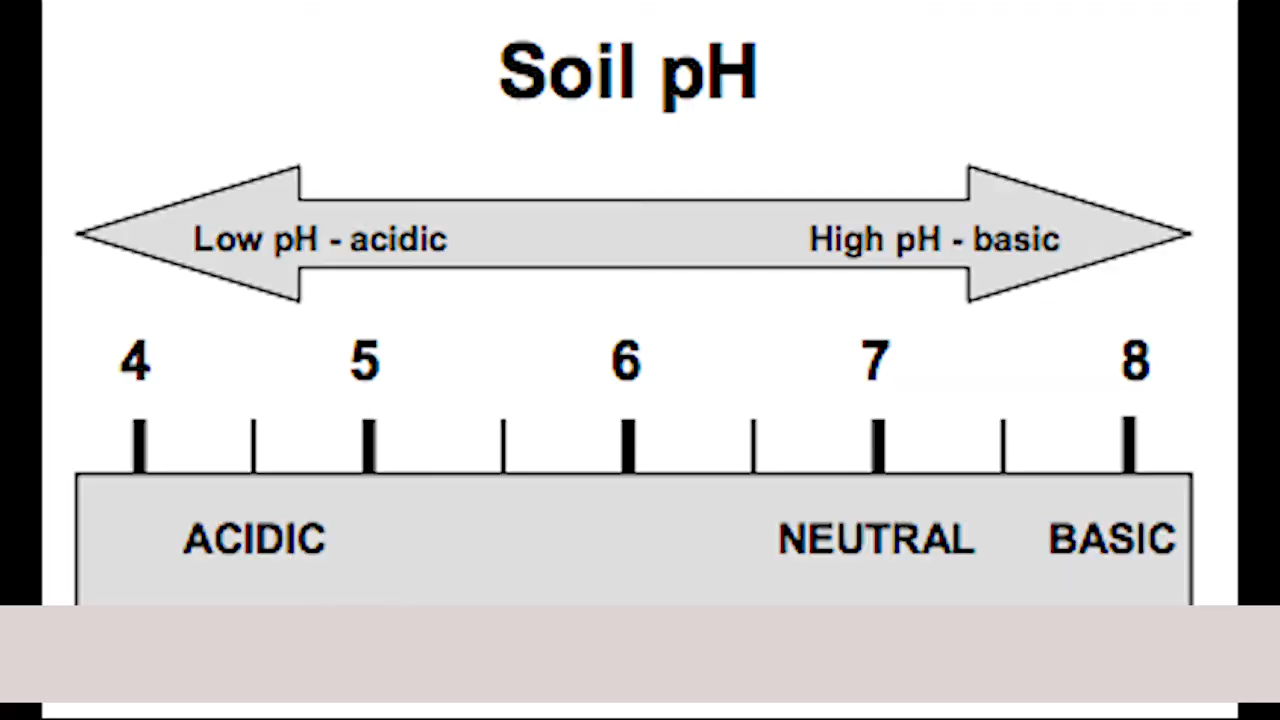 Soil pH
Low pH - acidic High pH - basic
4 5 6 7 8
ACIDIC NEUTRAL BASIC